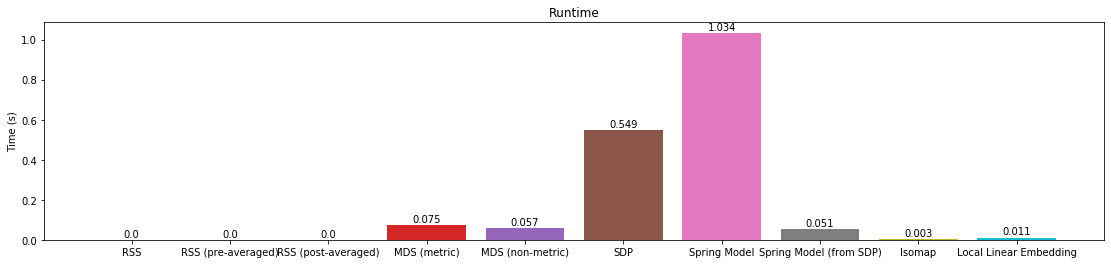 Runtime
Time (s)
1.0
0.8
0.6
0.4
0.2
0.0
0.0
0.0
0.0
0.075
0.057
0.549
1.034
0.051
0.003
0.011
RSS
RSS (pre-averaged)
RSS (post-averaged)
MDS (metric)
MDS (non-metric)
SDP
Spring Model
Spring Model (from SDP)
Isomap
Local Linear Embedding